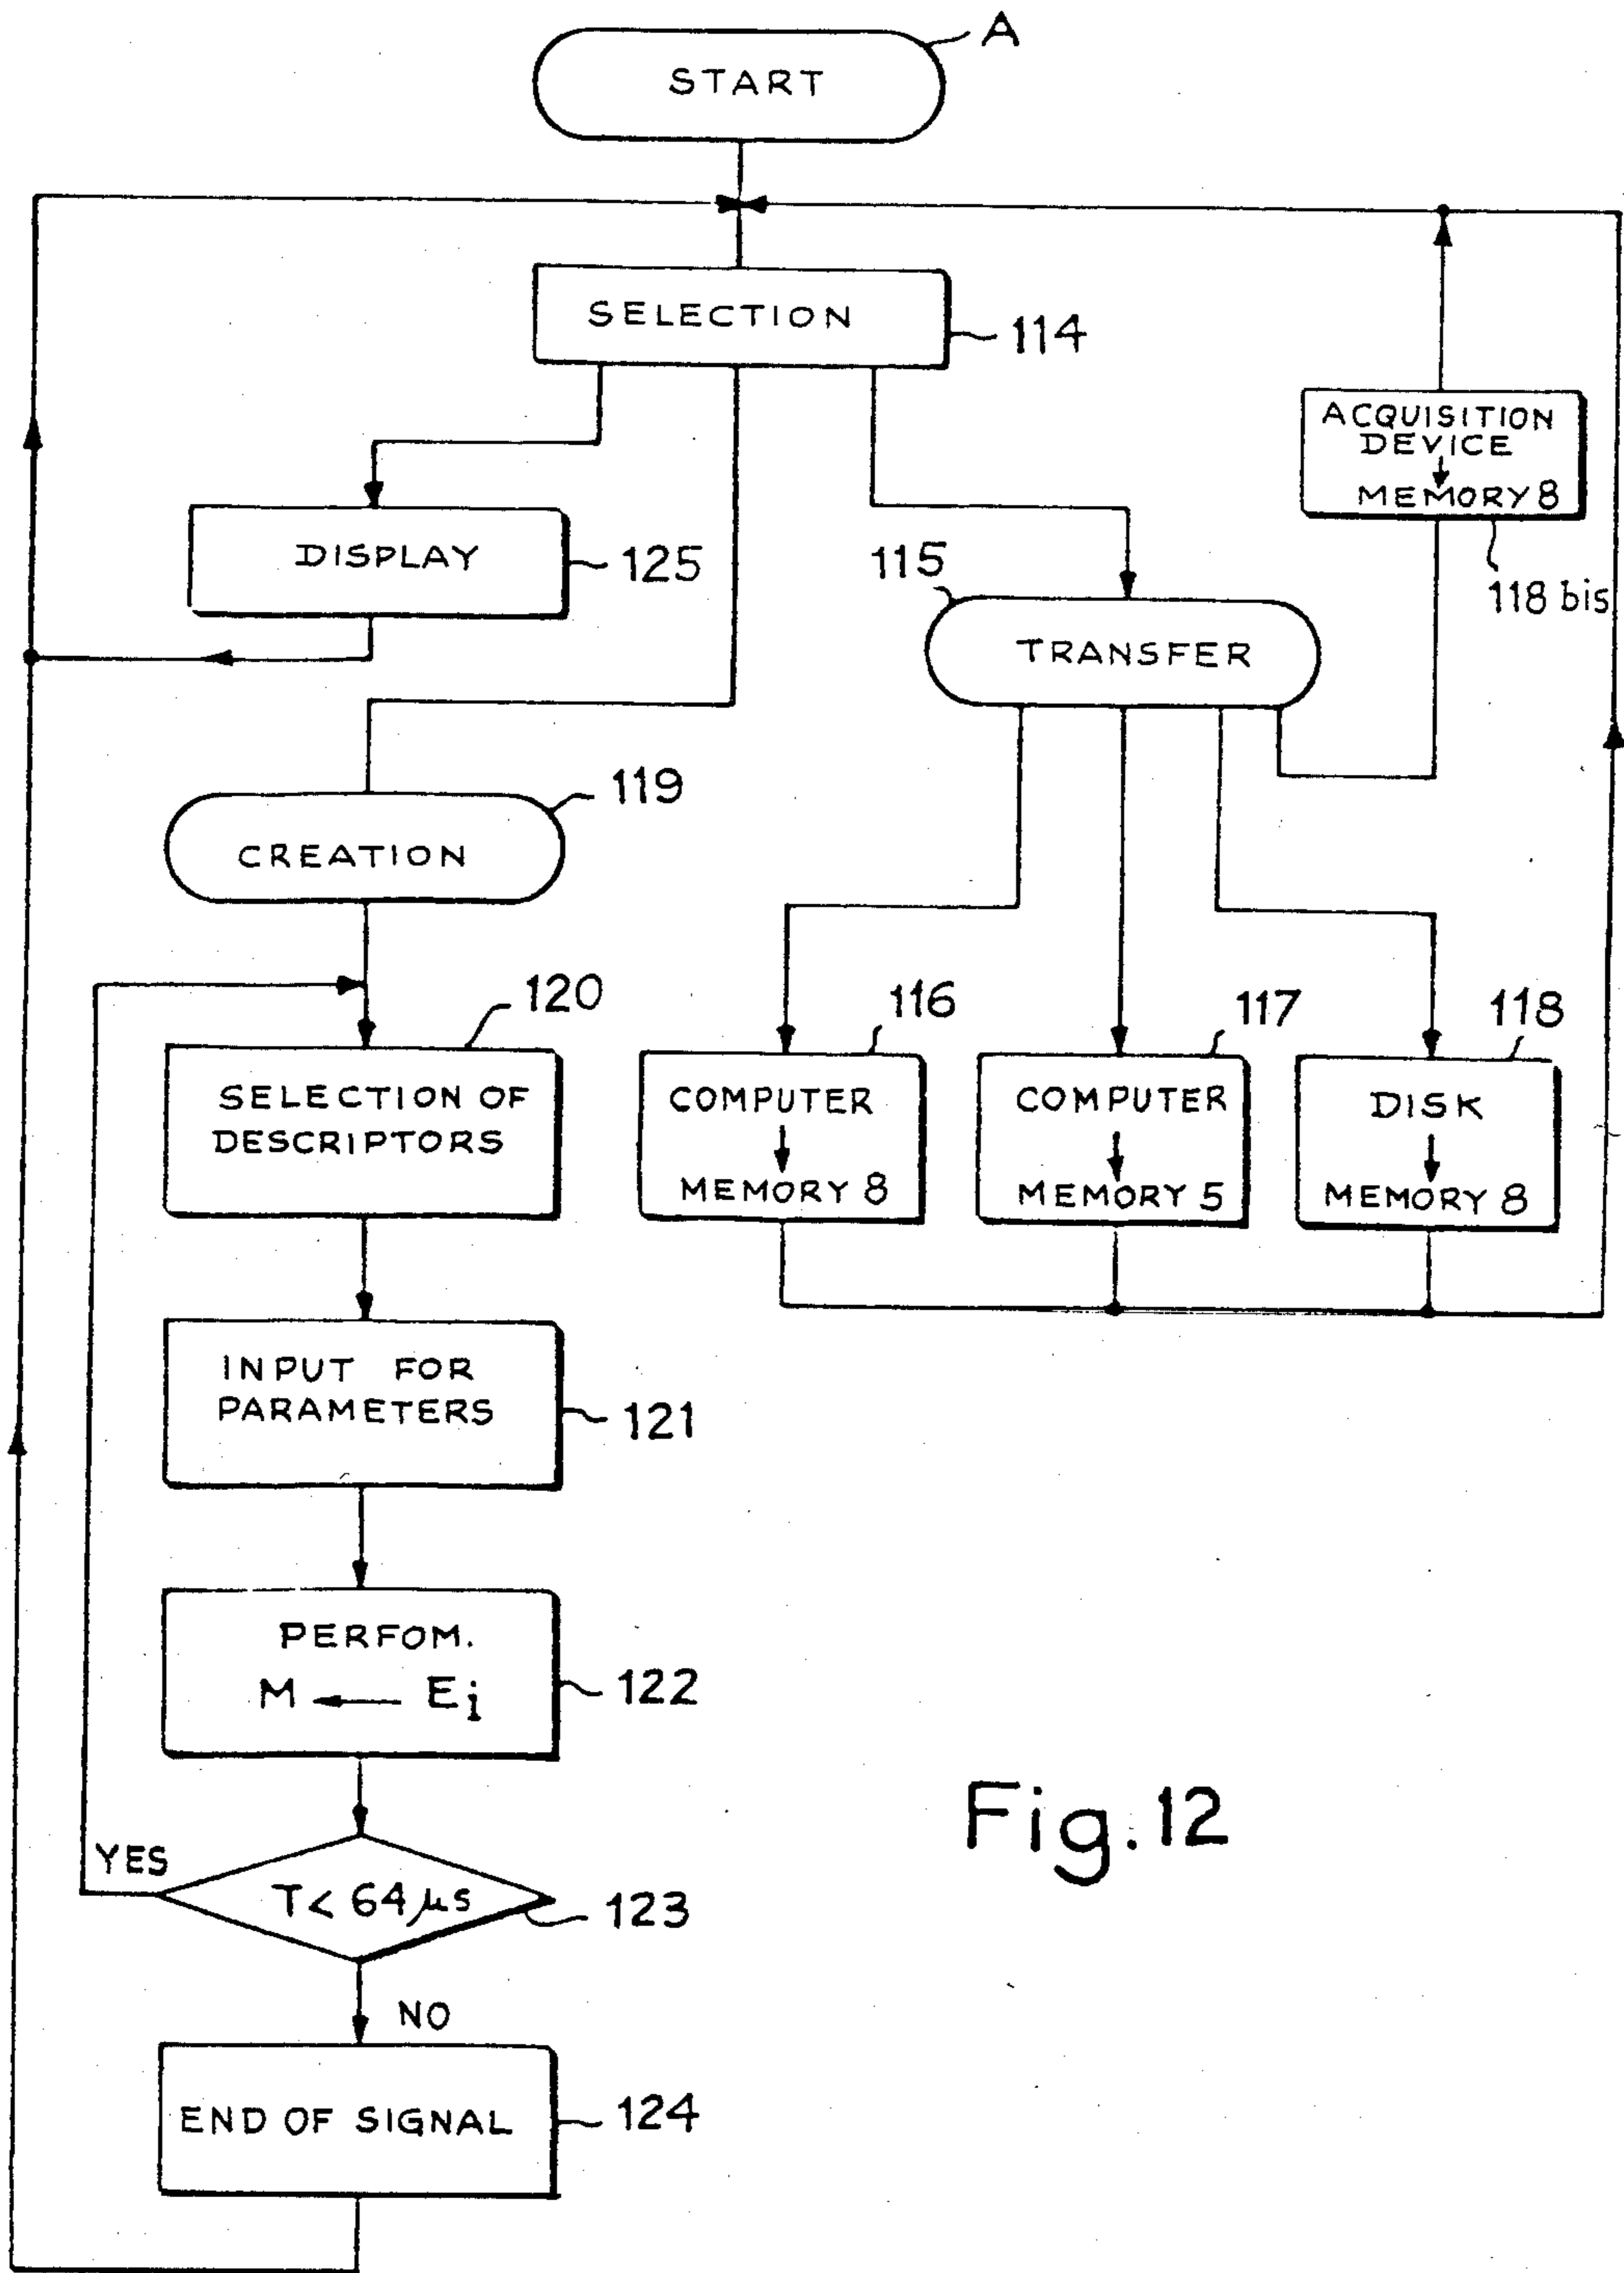 A
START
SELECTION
114
ACQUISITION
DEVICE
MEMORY 8
118 bis
DISPLAY
125
115
TRANSFER
119
CREATION
120
SELECTION OF
DESCRIPTORS
116
COMPUTER
MEMORY 8
117
COMPUTER
MEMORY 5
118
DISK
MEMORY 8
INPUT FOR
PARAMETERS
121
PERFOM.
M ← Ei
122
YES
T < 64 µs
123
NO
END OF SIGNAL
124
Fig. 12